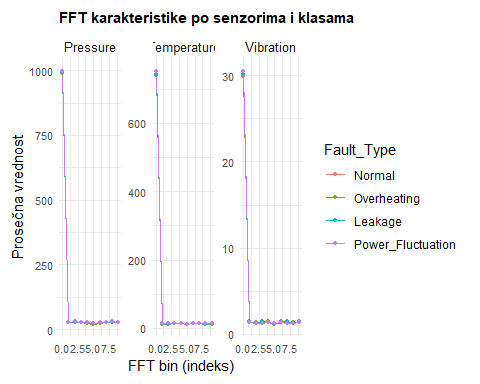 FFT karakteristike po senzorima i klasama
Pressure
Temperature
Vibration
1000
750
500
250
0
600
400
200
0
30
20
10
0
Prosečna vrednost
0.02.55.07.5
0.02.55.07.5
0.02.55.07.5
FFT bin (indeks)
Fault_Type
Normal
Overheating
Leakage
Power_Fluctuation